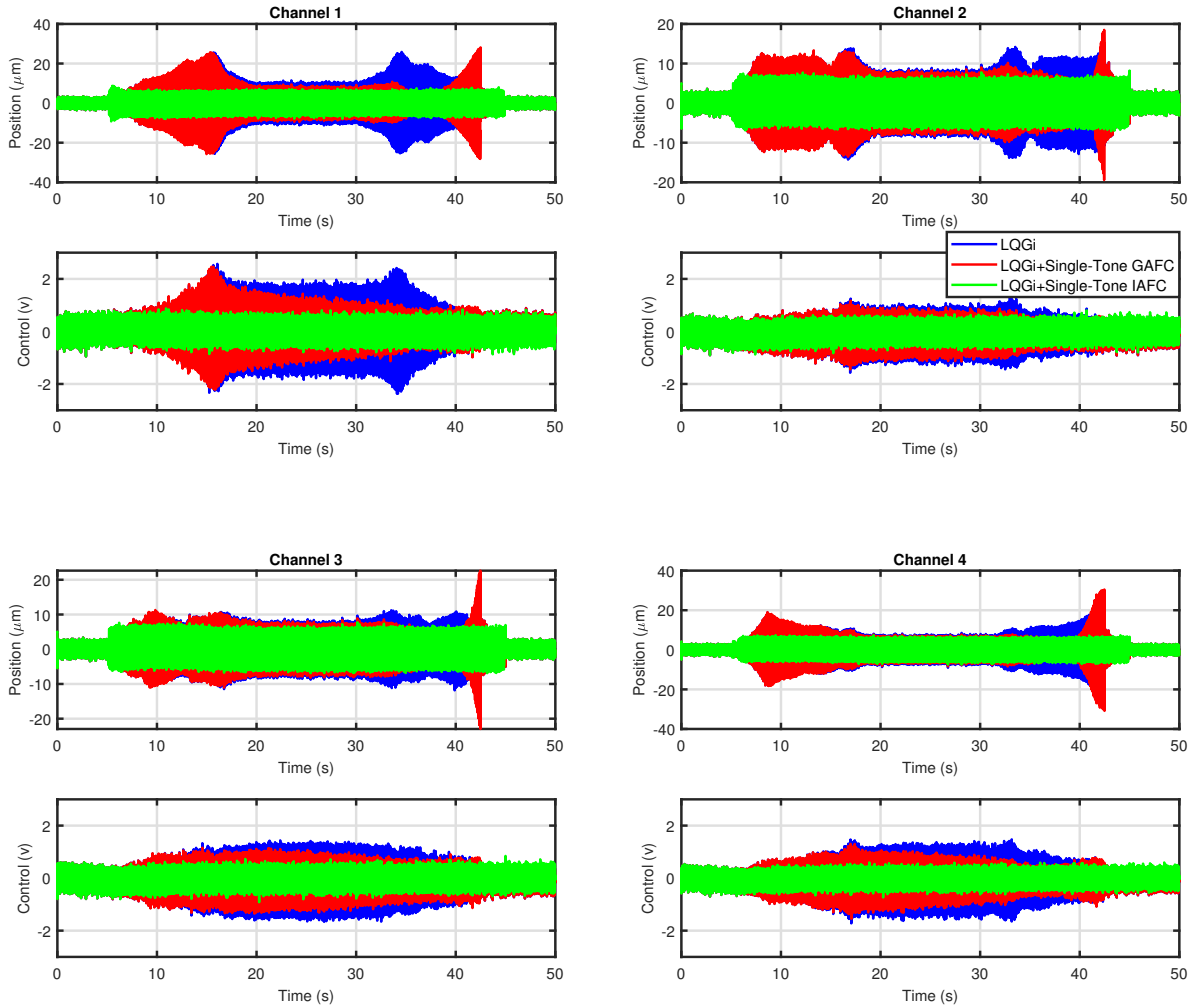 Channel 1
40
20
0
-20
-40
Position (μm)
0 10 20 30 40 50
Time (s)
2
0
-2
Control (v)
0 10 20 30 40 50
Time (s)
Channel 2
20
10
0
-10
-20
Position (μm)
0 10 20 30 40 50
Time (s)
LQGi
LQGi+Single-Tone GAFC
LQGi+Single-Tone IAFC
2
0
-2
Control (v)
0 10 20 30 40 50
Time (s)
Channel 3
20
10
0
-10
-20
Position (μm)
0 10 20 30 40 50
Time (s)
2
0
-2
Control (v)
0 10 20 30 40 50
Time (s)
Channel 4
40
20
0
-20
-40
Position (μm)
0 10 20 30 40 50
Time (s)
2
0
-2
Control (v)
0 10 20 30 40 50
Time (s)